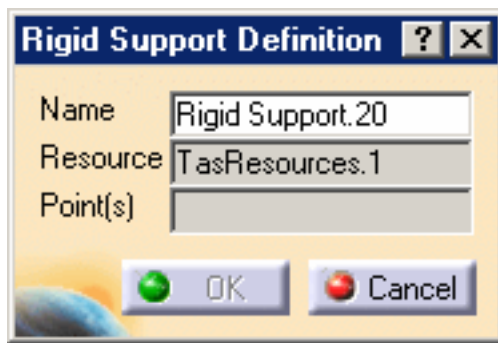 Rigid Support Definition ? X
Name Rigid Support.20
Resource TasResources.1
Point(s)
OK Cancel